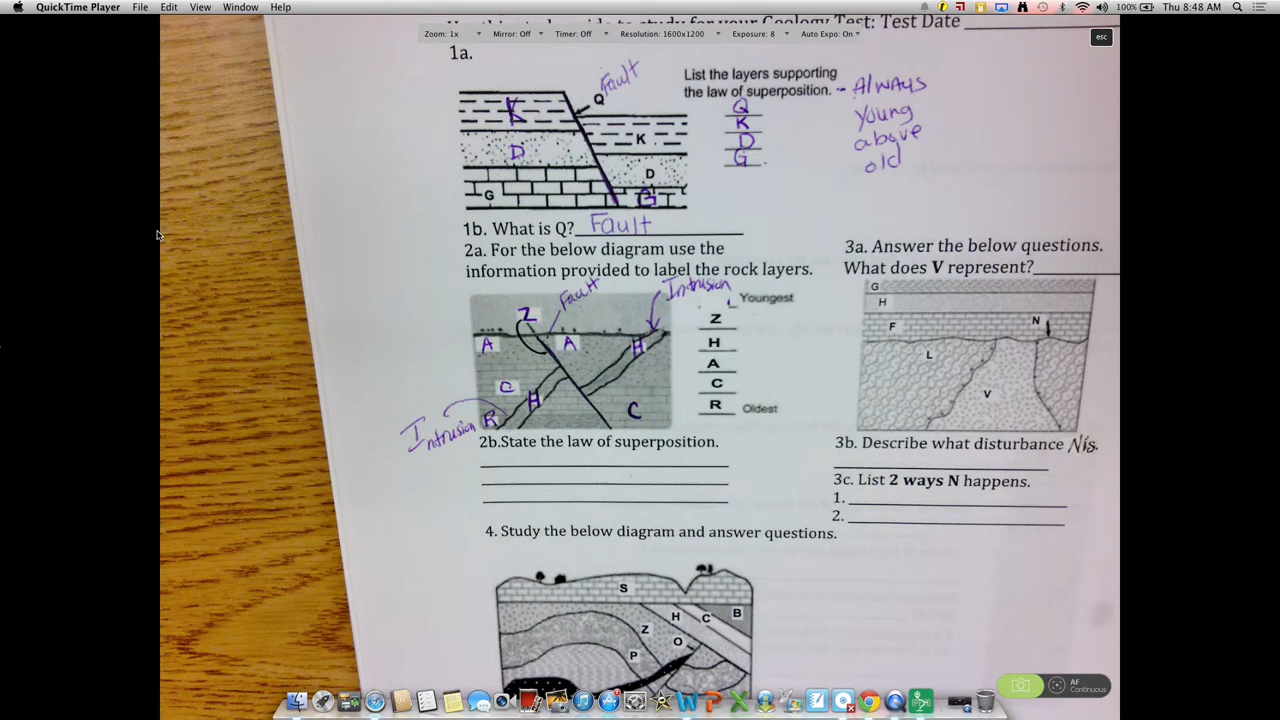 QuickTime Player File Edit View Window Help
100% Thu 8:48 AM
study for your Geology Test: Test Date
Zoom: 1x Mirror: Off Timer: Off Resolution: 1600x1200 Exposure: 8 Auto Expo: On
esc
1a.
Fault
Q
K
K
D
D
G
G
List the layers supporting
the law of superposition. - Always
young
above
old
Q
K
D
G
1b. What is Q? Fault
2a. For the below diagram use the
information provided to label the rock layers.
Fault
Intrusion
Z
A
A
H
C
H
R
C
Intrusion
Youngest
Z
H
A
C
R
Oldest
2b.State the law of superposition.
3a. Answer the below questions.
What does V represent?
G
H
F
N
L
V
3b. Describe what disturbance N is.
3c. List 2 ways N happens.
1.
2.
4. Study the below diagram and answer questions.
S
H
C
B
Z
O
P
AF
Continuous